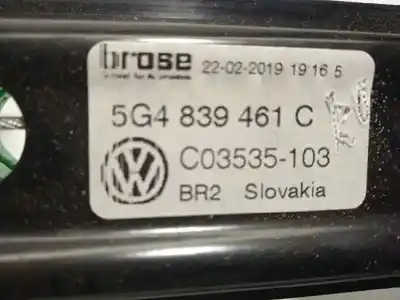 brose 22-02-2019 19 16 5
5G4 839 461 C
C03535-103
BR2 Slovakia